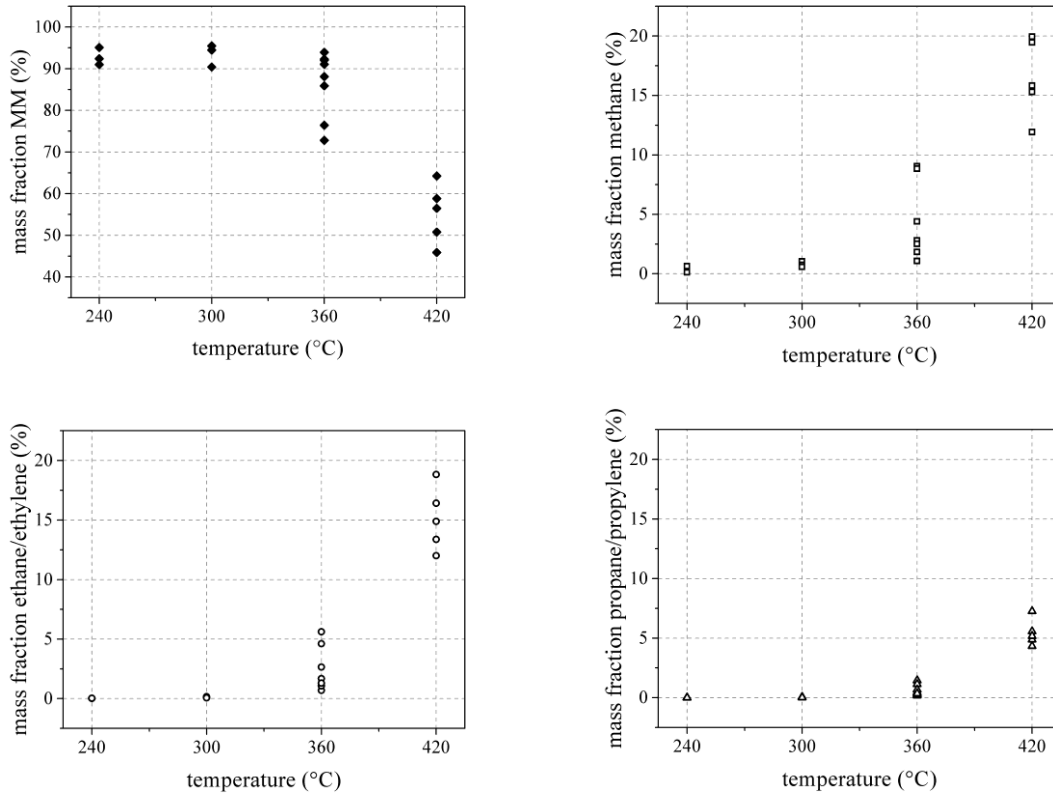 mass fraction MM (%)
100
90
80
70
60
50
40
240 300 360 420
temperature (°C)
mass fraction methane (%)
20
15
10
5
0
240 300 360 420
temperature (°C)
mass fraction ethane/ethylene (%)
20
15
10
5
0
240 300 360 420
temperature (°C)
mass fraction propane/propylene (%)
20
15
10
5
0
240 300 360 420
temperature (°C)